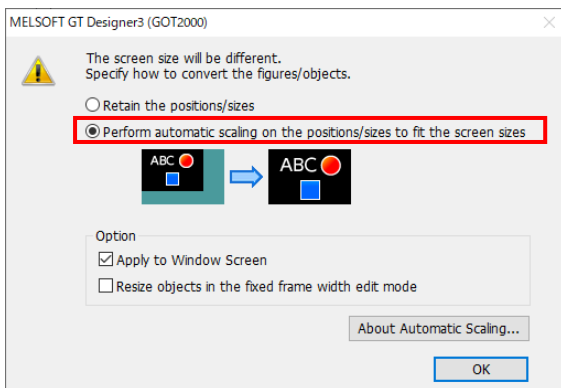 MELSOFT GT Designer3 (GOT2000)
The screen size will be different.
Specify how to convert the figures/objects.
Retain the positions/sizes
Perform automatic scaling on the positions/sizes to fit the screen sizes
ABC
ABC
Option
Apply to Window Screen
Resize objects in the fixed frame width edit mode
About Automatic Scaling...
OK